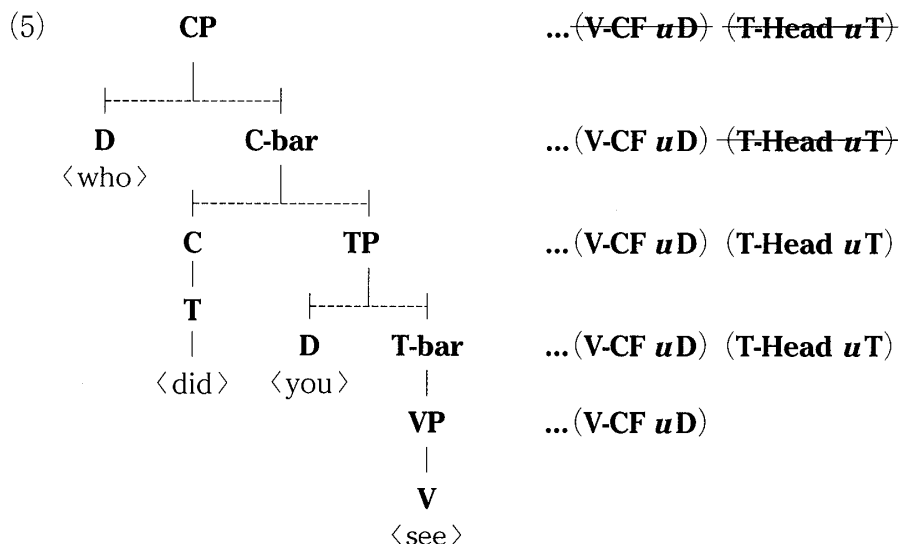 (5) CP ...(V-CF uD) (T-Head uT)
D C-bar ...(V-CF uD) (T-Head uT)
〈who〉
C TP ...(V-CF uD) (T-Head uT)
T
D T-bar ...(V-CF uD) (T-Head uT)
〈did〉 〈you〉
VP ...(V-CF uD)
V
〈see〉